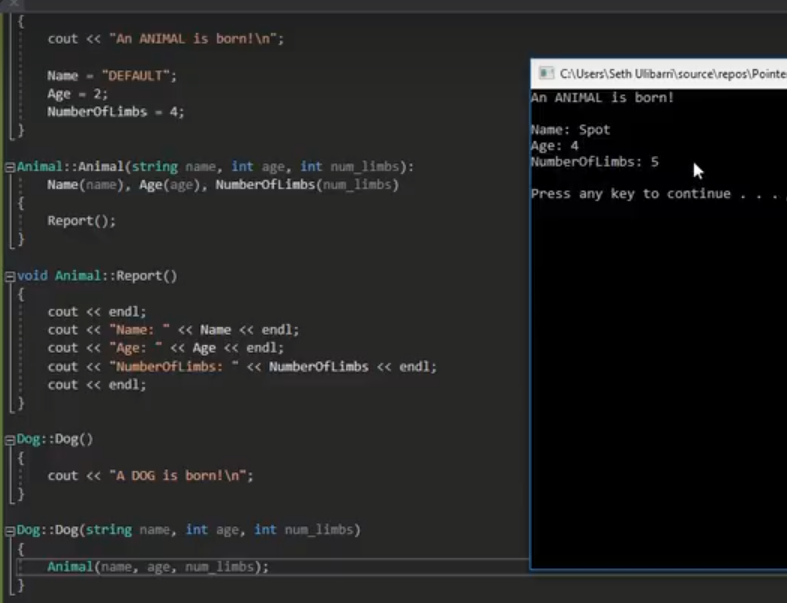 {
cout << "An ANIMAL is born!\n";
Name = "DEFAULT";
Age = 2;
NumberOfLimbs = 4;
}
Animal::Animal(string name, int age, int num_limbs):
Name(name), Age(age), NumberOfLimbs(num_limbs)
{
Report();
}
void Animal::Report()
{
cout << endl;
cout << "Name: " << Name << endl;
cout << "Age: " << Age << endl;
cout << "NumberOfLimbs: " << NumberOfLimbs << endl;
cout << endl;
}
Dog::Dog()
{
cout << "A DOG is born!\n";
}
Dog::Dog(string name, int age, int num_limbs)
{
Animal(name, age, num_limbs);
}
C:\Users\Seth Ulibarri\source\repos\Pointe
An ANIMAL is born!
Name: Spot
Age: 4
NumberOfLimbs: 5
Press any key to continue . . .